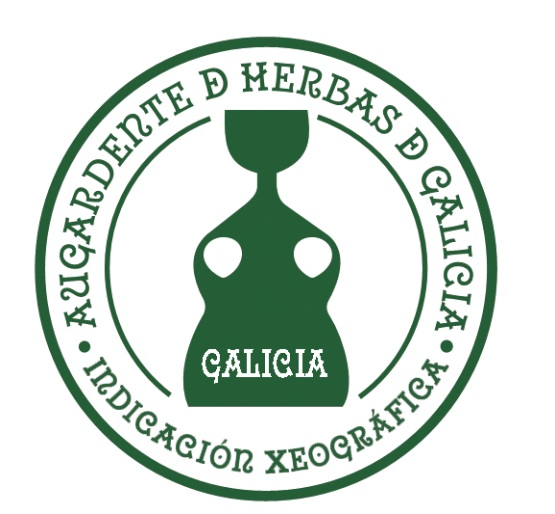 AUGARDENTE D HERBAS D GALICIA
GALICIA
• INDICACIÓN XEOGRÁFICA •